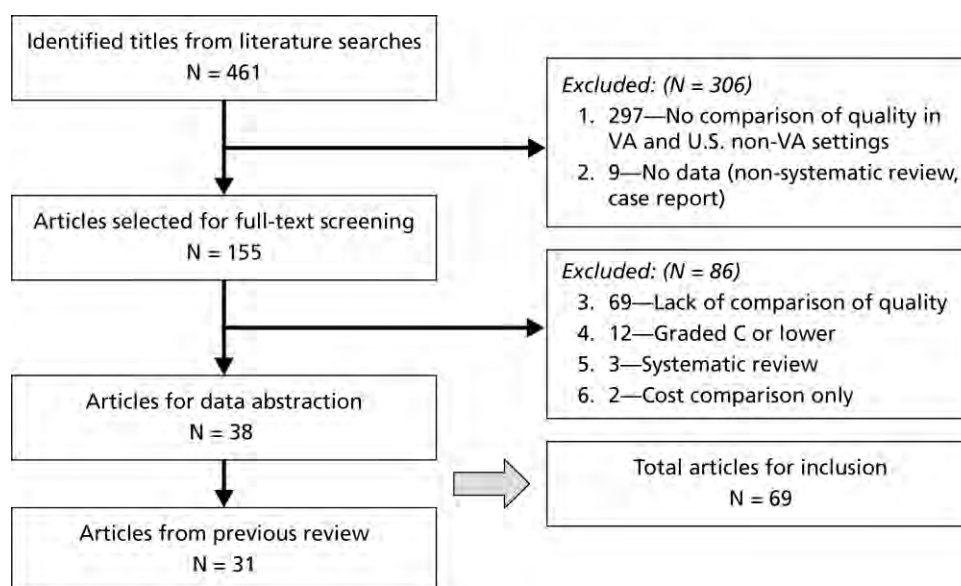 Identified titles from literature searches
N = 461
Excluded: (N = 306)
1. 297—No comparison of quality in
VA and U.S. non-VA settings
2. 9—No data (non-systematic review,
case report)
Articles selected for full-text screening
N = 155
Excluded: (N = 86)
3. 69—Lack of comparison of quality
4. 12—Graded C or lower
5. 3—Systematic review
6. 2—Cost comparison only
Articles for data abstraction
N = 38
Total articles for inclusion
N = 69
Articles from previous review
N = 31